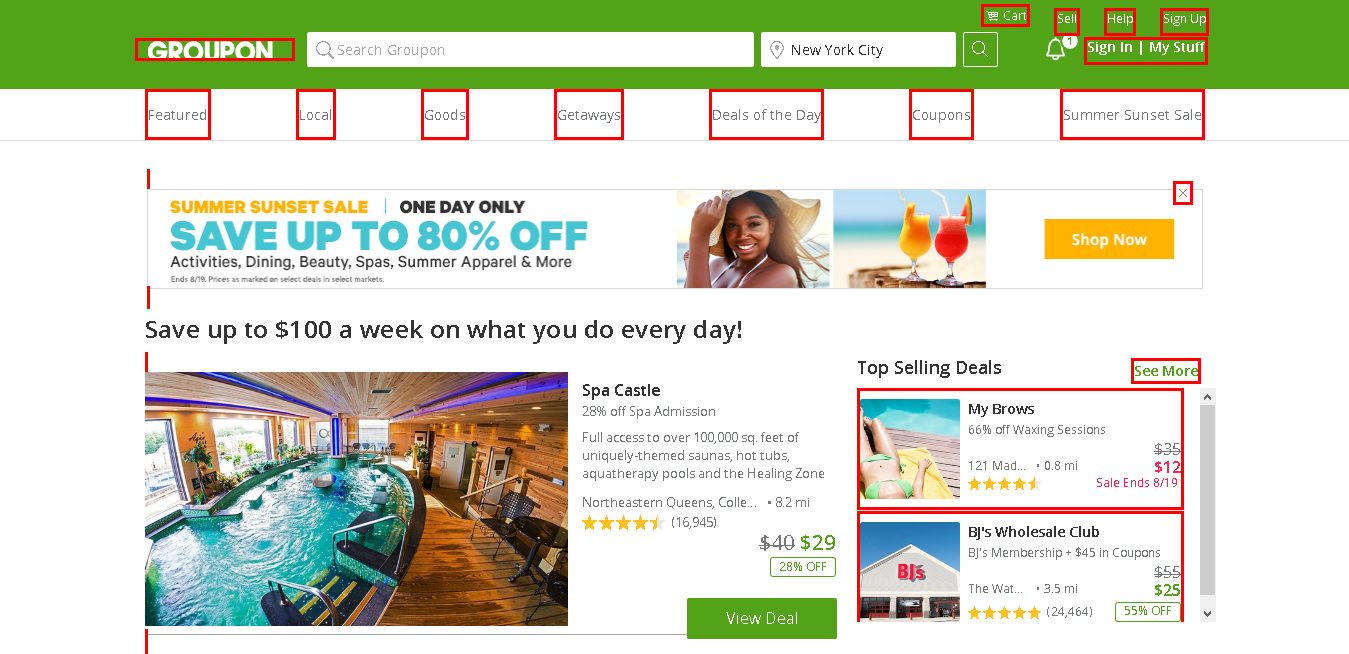 Cart
Sell
Help
Sign Up
GROUPON
Search Groupon
New York City
1
Sign In | My Stuff
Featured
Local
Goods
Getaways
Deals of the Day
Coupons
Summer Sunset Sale
SUMMER SUNSET SALE | ONE DAY ONLY
SAVE UP TO 80% OFF
Activities, Dining, Beauty, Spas, Summer Apparel & More
Ends 8/19. Prices as marked on select deals in select markets.
Shop Now
Save up to $100 a week on what you do every day!
Spa Castle
28% off Spa Admission
Full access to over 100,000 sq. feet of
uniquely-themed saunas, hot tubs,
aquatherapy pools and the Healing Zone
Northeastern Queens, Colle... • 8.2 mi
(16,945)
$40 $29
28% OFF
View Deal
Top Selling Deals
See More
My Brows
66% off Waxing Sessions
$35
121 Mad... • 0.8 mi
$12
Sale Ends 8/19
BJ's
BJ's Wholesale Club
BJ's Membership + $45 in Coupons
$55
The Wat... • 3.5 mi
$25
(24,464)
55% OFF